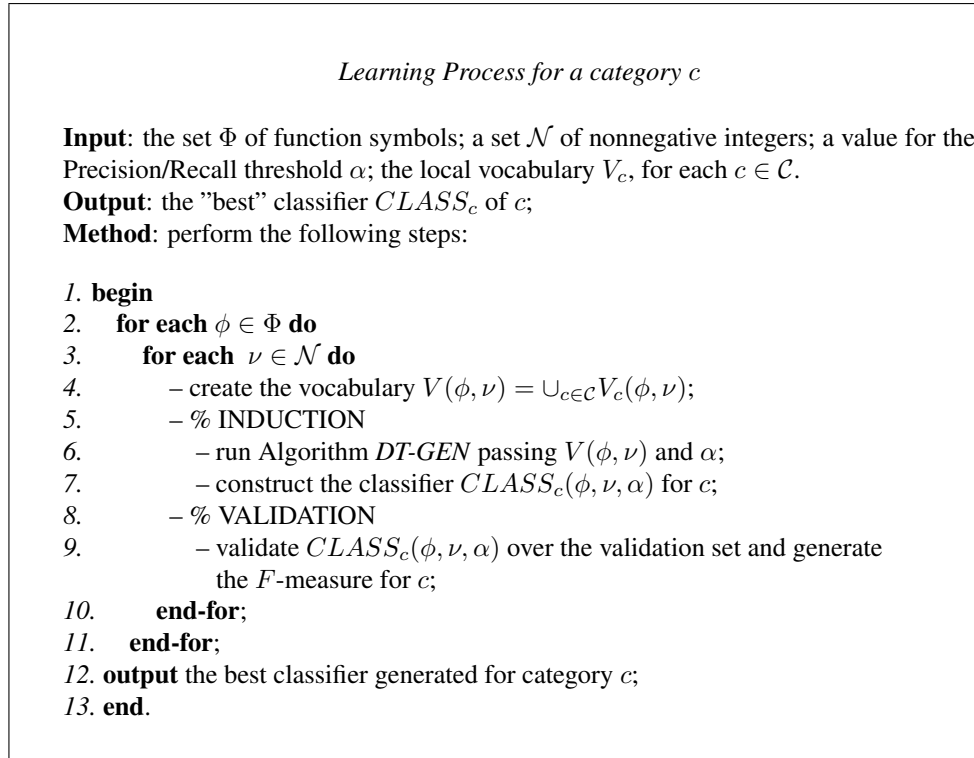 Learning Process for a category c
Input: the set Φ of function symbols; a set 𝒩 of nonnegative integers; a value for the
Precision/Recall threshold α; the local vocabulary V_c, for each c ∈ 𝒞.
Output: the ”best” classifier CLASS_c of c;
Method: perform the following steps:
1. begin
2. for each ϕ ∈ Φ do
3. for each ν ∈ 𝒩 do
4. – create the vocabulary V(ϕ, ν) = ∪_{c∈𝒞} V_c(ϕ, ν);
5. – % INDUCTION
6. – run Algorithm DT-GEN passing V(ϕ, ν) and α;
7. – construct the classifier CLASS_c(ϕ, ν, α) for c;
8. – % VALIDATION
9. – validate CLASS_c(ϕ, ν, α) over the validation set and generate
the F-measure for c;
10. end-for;
11. end-for;
12. output the best classifier generated for category c;
13. end.